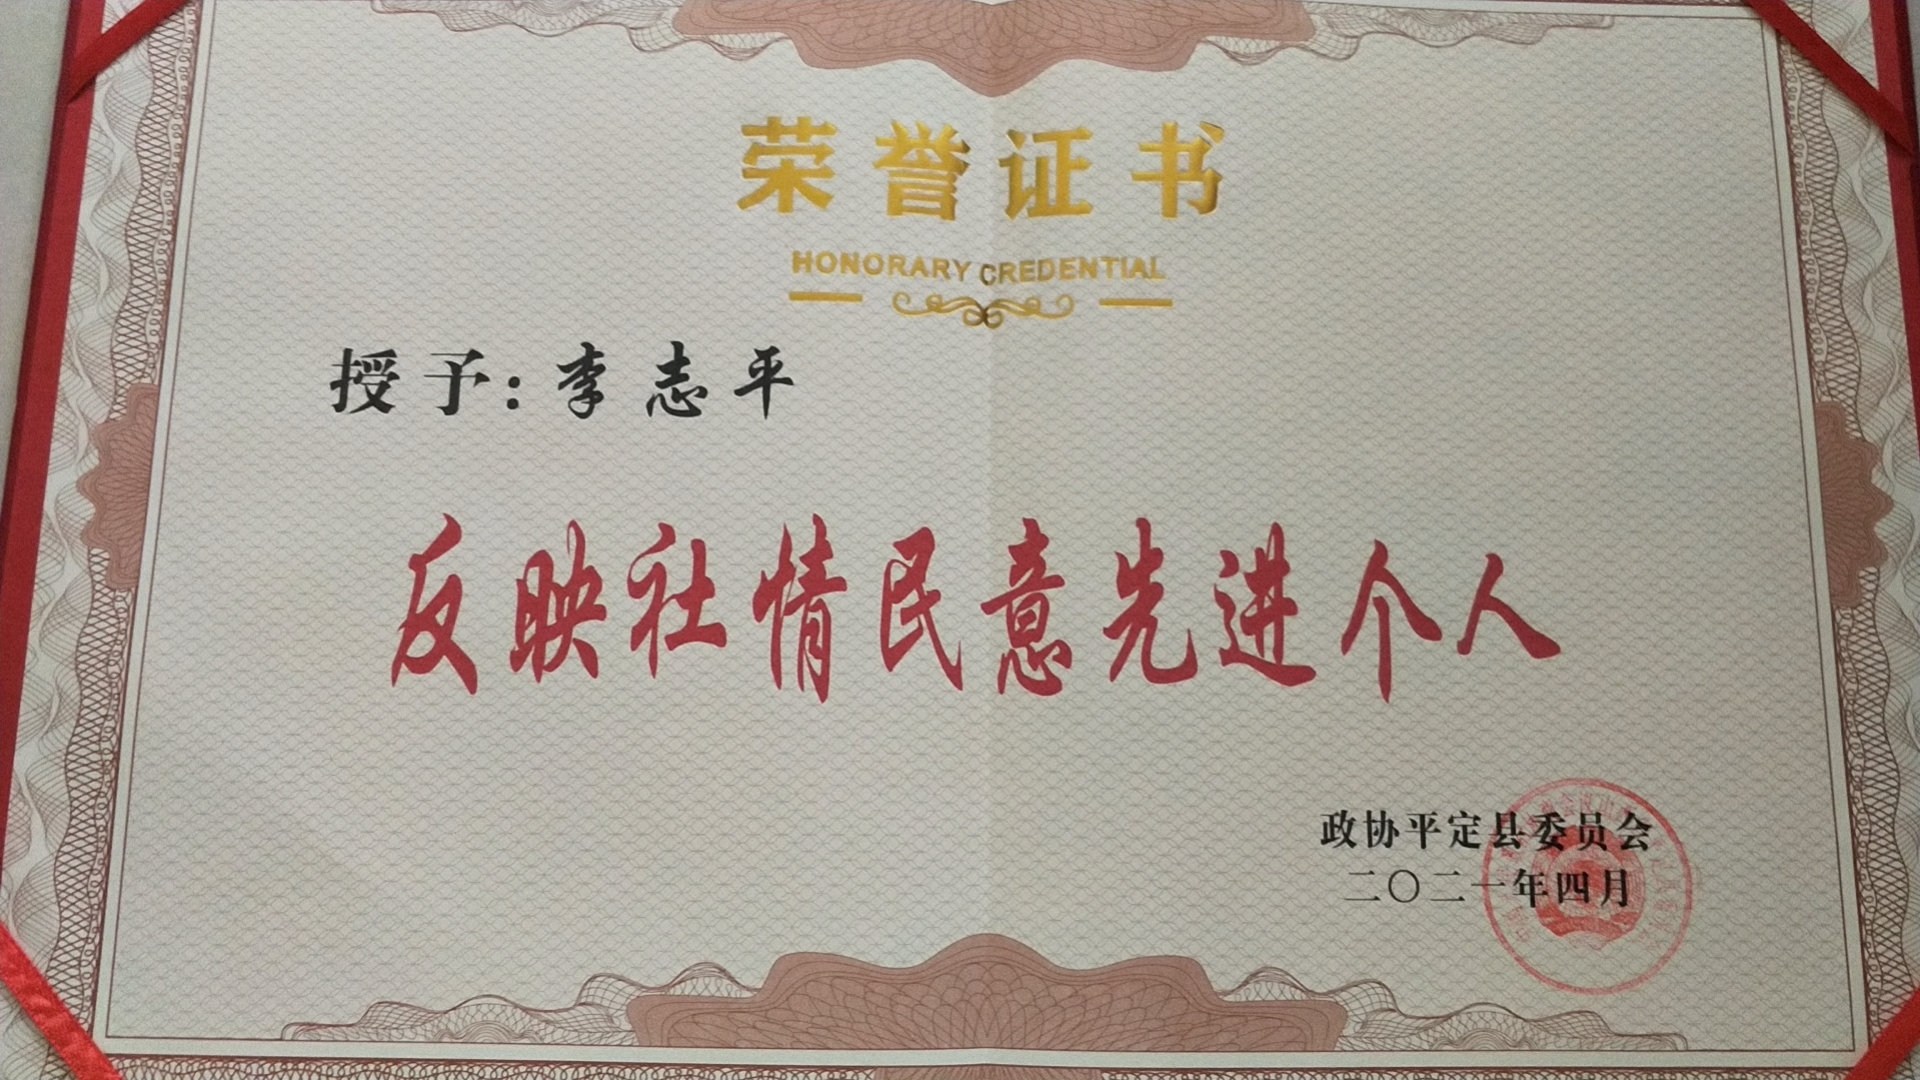 荣誉证书
HONORARY CREDENTIAL
授予:李志平
反映社情民意先进个人
政协平定县委员会
二〇二一年四月